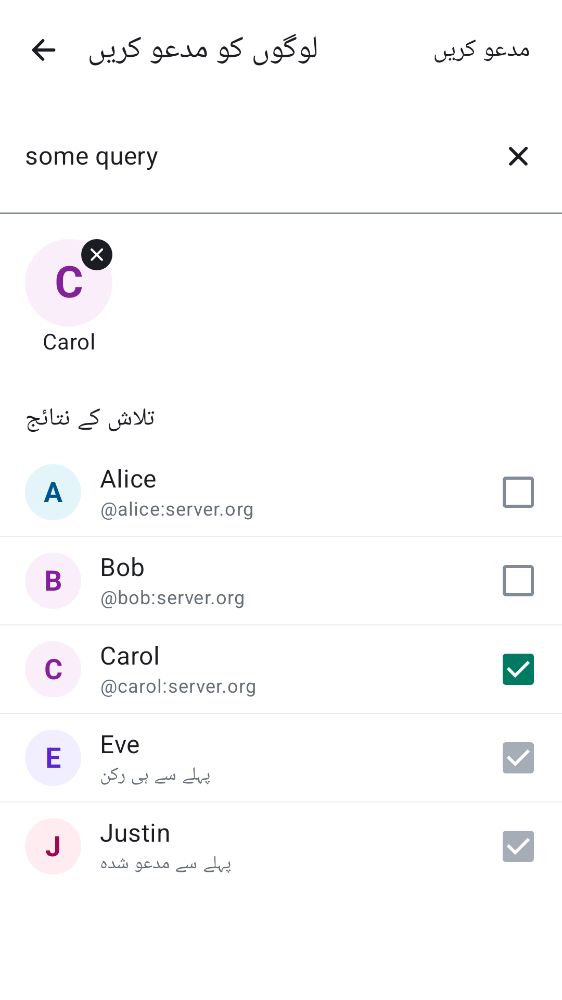 لوگوں کو مدعو کریں
مدعو کریں
some query
C
Carol
تلاش کے نتائج
A
Alice
@alice:server.org
B
Bob
@bob:server.org
C
Carol
@carol:server.org
E
Eve
پہلے سے ہی رکن
J
Justin
پہلے سے مدعو شدہ